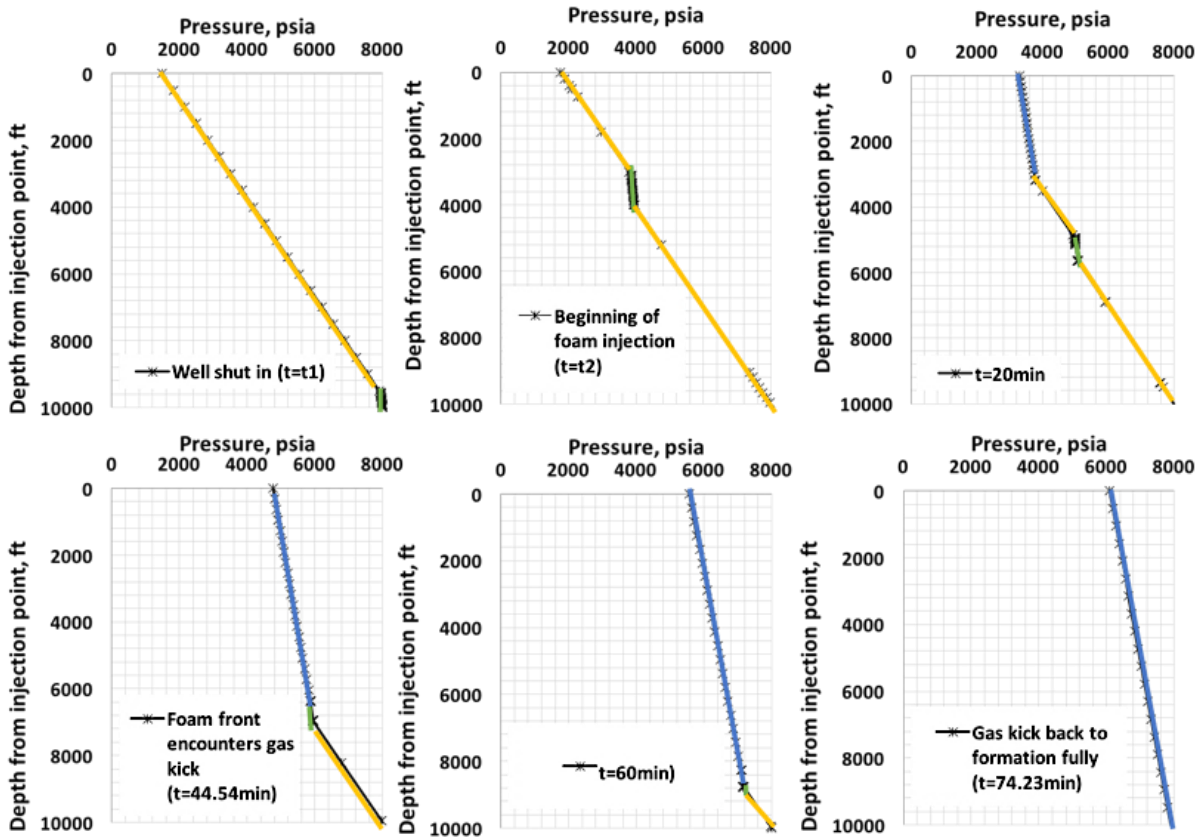 Pressure, psia
0 2000 4000 6000 8000
Depth from injection point, ft
0
2000
4000
6000
8000
10000
Well shut in (t=t1)
Pressure, psia
0 2000 4000 6000 8000
Depth from injection point, ft
0
2000
4000
6000
8000
10000
Beginning of
foam injection
(t=t2)
Pressure, psia
0 2000 4000 6000 8000
Depth from injection point, ft
0
2000
4000
6000
8000
10000
t=20min
Pressure, psia
0 2000 4000 6000 8000
Depth from injection point, ft
0
2000
4000
6000
8000
10000
Foam front
encounters gas
kick
(t=44.54min)
Pressure, psia
0 2000 4000 6000 8000
Depth from injection point, ft
0
2000
4000
6000
8000
10000
t=60min)
Pressure, psia
0 2000 4000 6000 8000
Depth from injection point, ft
0
2000
4000
6000
8000
10000
Gas kick back to
formation fully
(t=74.23min)